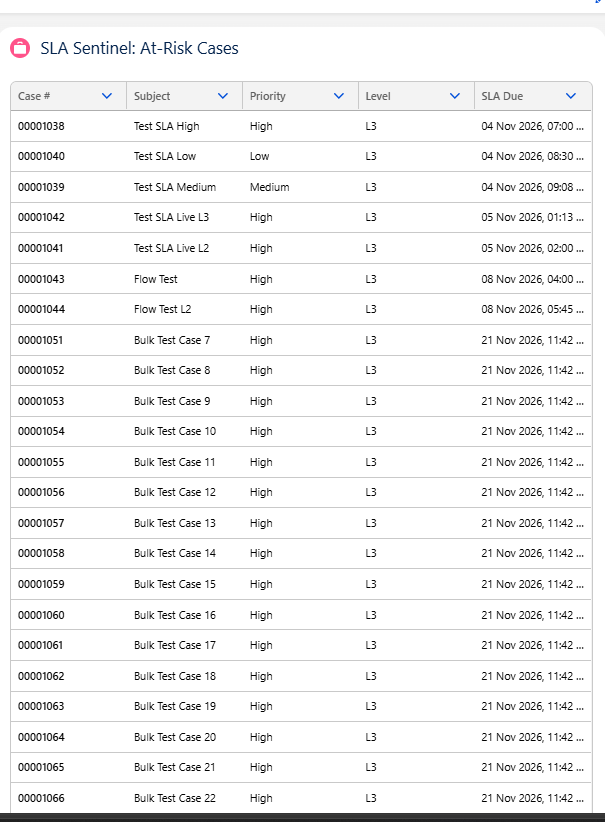 SLA Sentinel: At-Risk Cases
Case # Subject Priority Level SLA Due
00001038 Test SLA High High L3 04 Nov 2026, 07:00 ...
00001040 Test SLA Low Low L3 04 Nov 2026, 08:30 ...
00001039 Test SLA Medium Medium L3 04 Nov 2026, 09:08 ...
00001042 Test SLA Live L3 High L3 05 Nov 2026, 01:13 ...
00001041 Test SLA Live L2 High L3 05 Nov 2026, 02:00 ...
00001043 Flow Test High L3 08 Nov 2026, 04:00 ...
00001044 Flow Test L2 High L3 08 Nov 2026, 05:45 ...
00001051 Bulk Test Case 7 High L3 21 Nov 2026, 11:42 ...
00001052 Bulk Test Case 8 High L3 21 Nov 2026, 11:42 ...
00001053 Bulk Test Case 9 High L3 21 Nov 2026, 11:42 ...
00001054 Bulk Test Case 10 High L3 21 Nov 2026, 11:42 ...
00001055 Bulk Test Case 11 High L3 21 Nov 2026, 11:42 ...
00001056 Bulk Test Case 12 High L3 21 Nov 2026, 11:42 ...
00001057 Bulk Test Case 13 High L3 21 Nov 2026, 11:42 ...
00001058 Bulk Test Case 14 High L3 21 Nov 2026, 11:42 ...
00001059 Bulk Test Case 15 High L3 21 Nov 2026, 11:42 ...
00001060 Bulk Test Case 16 High L3 21 Nov 2026, 11:42 ...
00001061 Bulk Test Case 17 High L3 21 Nov 2026, 11:42 ...
00001062 Bulk Test Case 18 High L3 21 Nov 2026, 11:42 ...
00001063 Bulk Test Case 19 High L3 21 Nov 2026, 11:42 ...
00001064 Bulk Test Case 20 High L3 21 Nov 2026, 11:42 ...
00001065 Bulk Test Case 21 High L3 21 Nov 2026, 11:42 ...
00001066 Bulk Test Case 22 High L3 21 Nov 2026, 11:42 ...